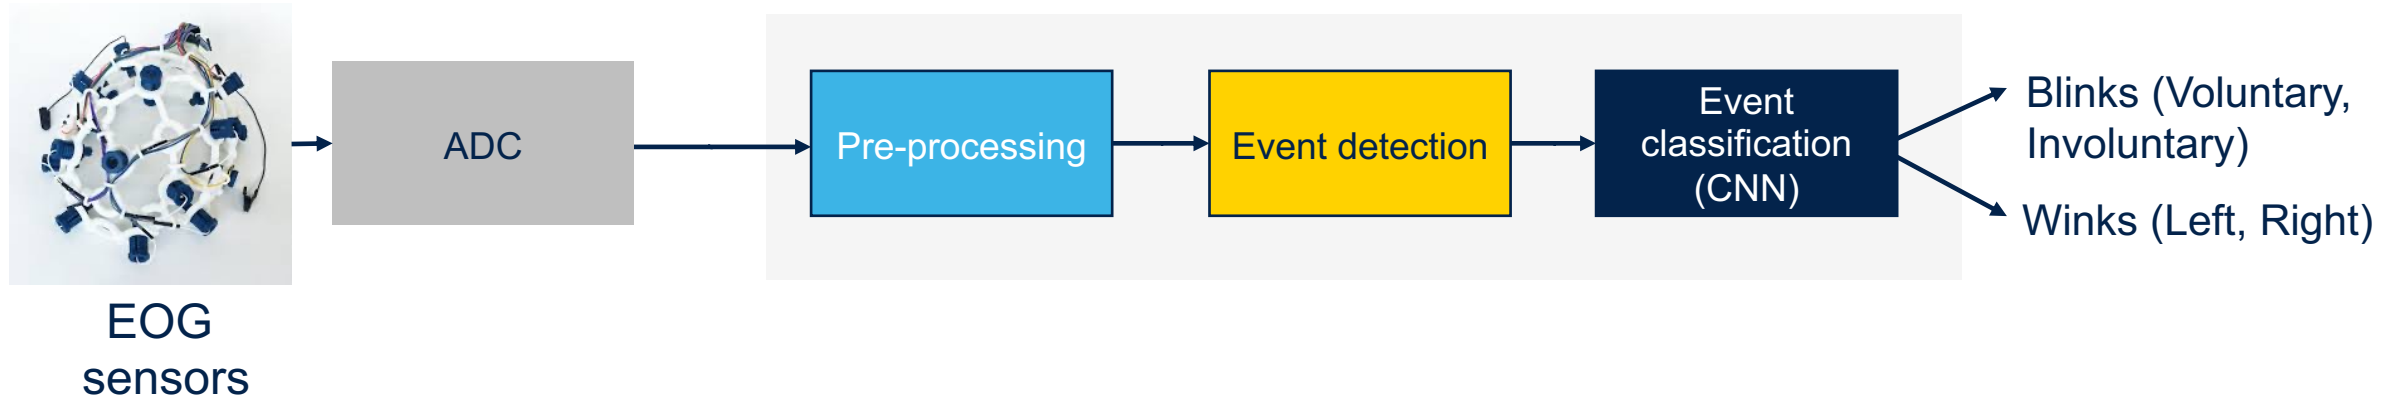 EOG
sensors
ADC
Pre-processing
Event detection
Event
classification
(CNN)
Blinks (Voluntary,
Involuntary)
Winks (Left, Right)